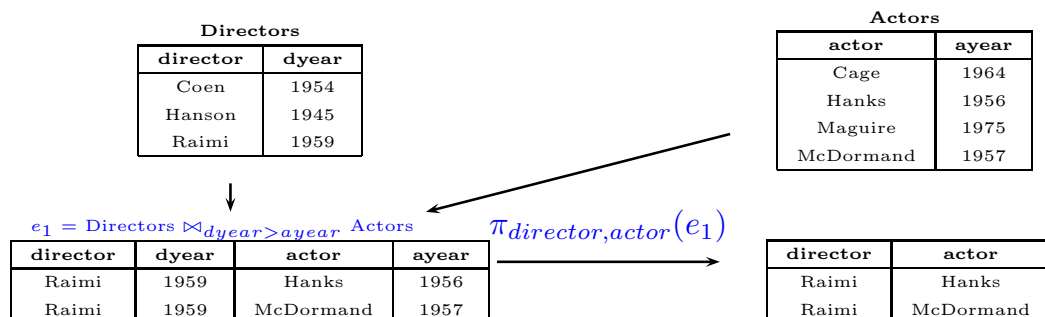 Directors
director dyear
Coen 1954
Hanson 1945
Raimi 1959
Actors
actor ayear
Cage 1964
Hanks 1956
Maguire 1975
McDormand 1957
e₁ = Directors ⋈dyear>ayear Actors
director dyear actor ayear
Raimi 1959 Hanks 1956
Raimi 1959 McDormand 1957
πdirector,actor(e₁)
director actor
Raimi Hanks
Raimi McDormand